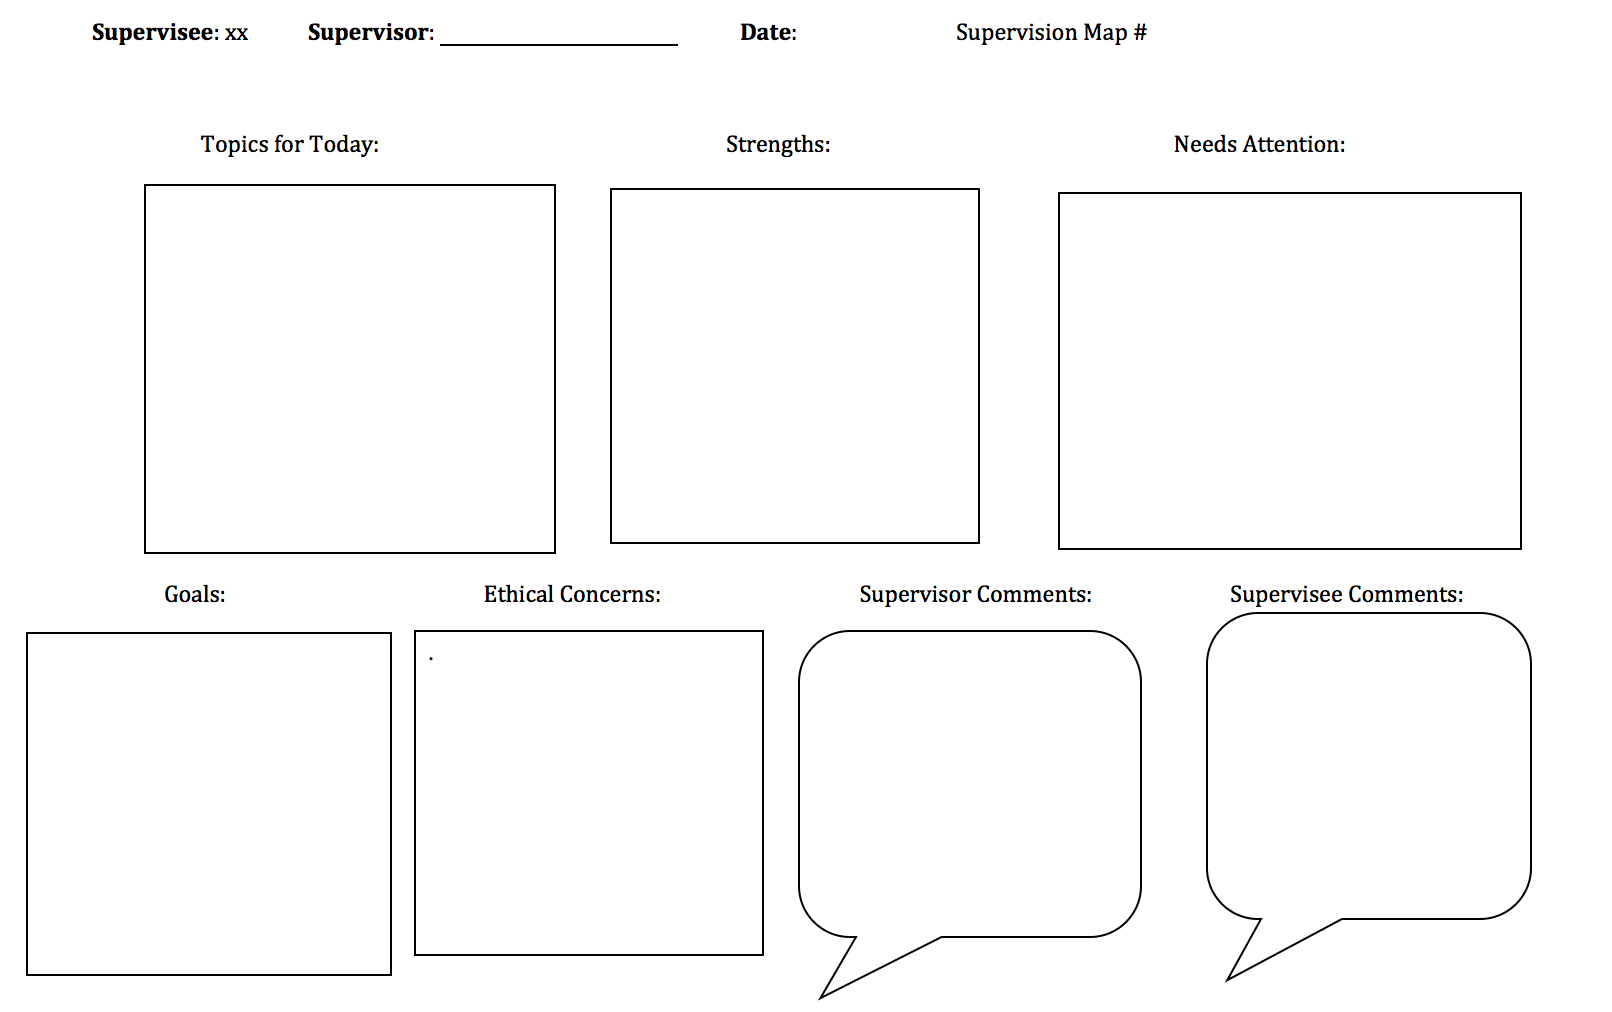 Supervisee: xx Supervisor: ____________________ Date: Supervision Map #
Topics for Today: Strengths: Needs Attention:
Goals: Ethical Concerns: Supervisor Comments: Supervisee Comments:
.